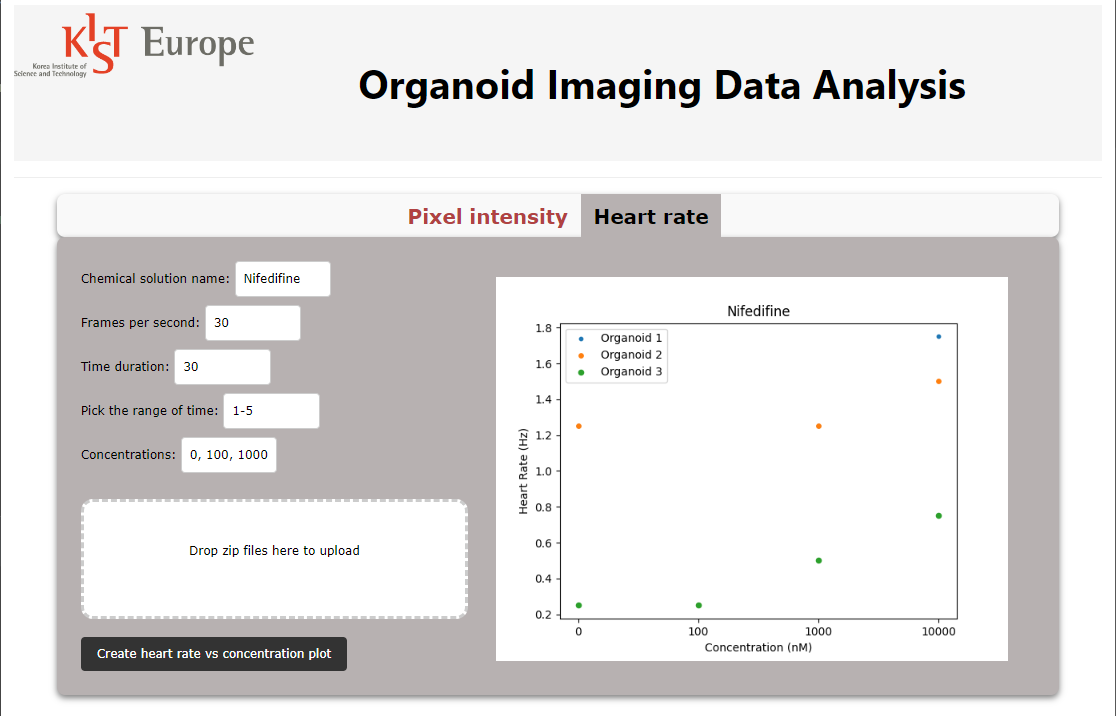 KIST Europe
Korea Institute of
Science and Technology
Organoid Imaging Data Analysis
Pixel intensity
Heart rate
Chemical solution name: Nifedifine
Frames per second: 30
Time duration: 30
Pick the range of time: 1-5
Concentrations: 0, 100, 1000
Drop zip files here to upload
Create heart rate vs concentration plot
Nifedifine
Organoid 1
Organoid 2
Organoid 3
1.8
1.6
1.4
1.2
1.0
0.8
0.6
0.4
0.2
Heart Rate (Hz)
0 100 1000 10000
Concentration (nM)